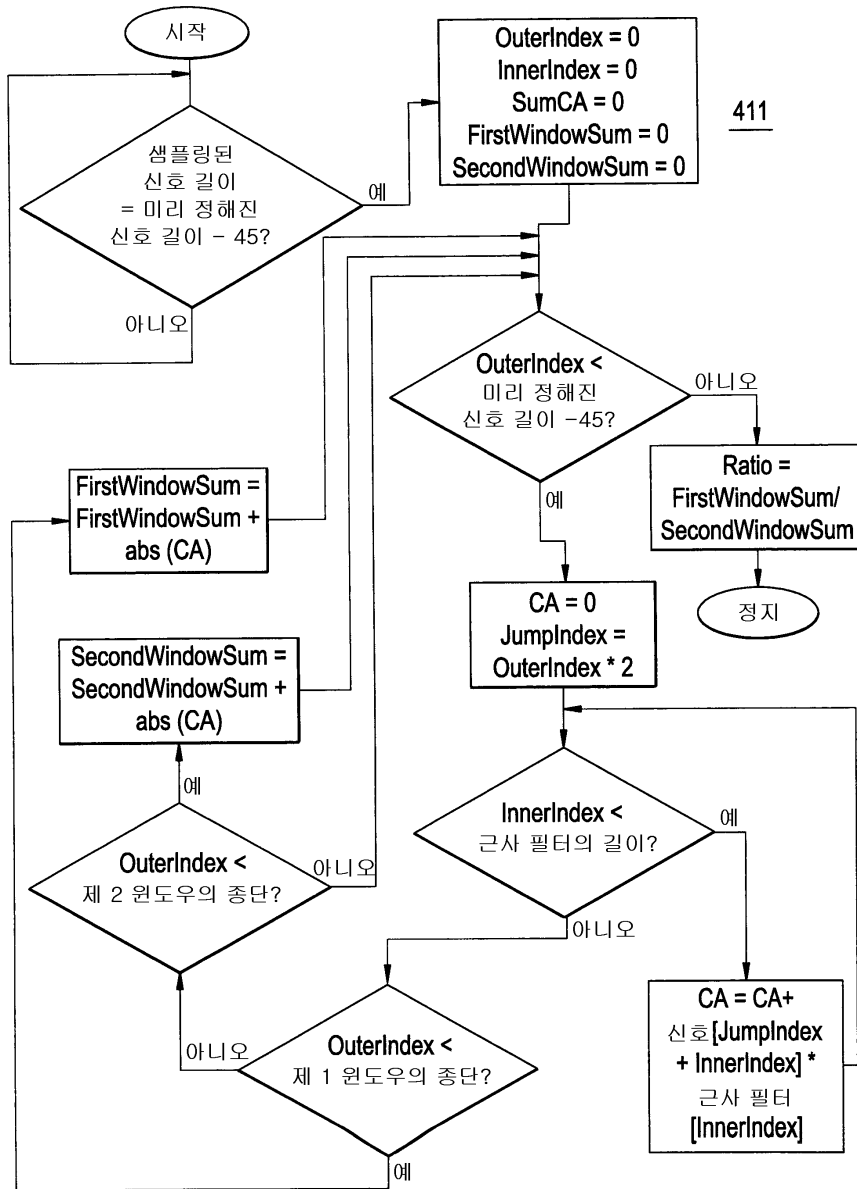 시작
샘플링된
신호 길이
= 미리 정해진
신호 길이 - 45?
예
아니오
OuterIndex = 0
InnerIndex = 0
SumCA = 0
FirstWindowSum = 0
SecondWindowSum = 0
411
OuterIndex <
미리 정해진
신호 길이 -45?
아니오
예
Ratio =
FirstWindowSum/
SecondWindowSum
정지
FirstWindowSum =
FirstWindowSum +
abs (CA)
CA = 0
JumpIndex =
OuterIndex * 2
SecondWindowSum =
SecondWindowSum +
abs (CA)
예
InnerIndex <
근사 필터의 길이?
예
아니오
OuterIndex <
제 2 윈도우의 종단?
아니오
CA = CA+
신호[JumpIndex
+ InnerIndex] *
근사 필터
[InnerIndex]
OuterIndex <
제 1 윈도우의 종단?
아니오
예